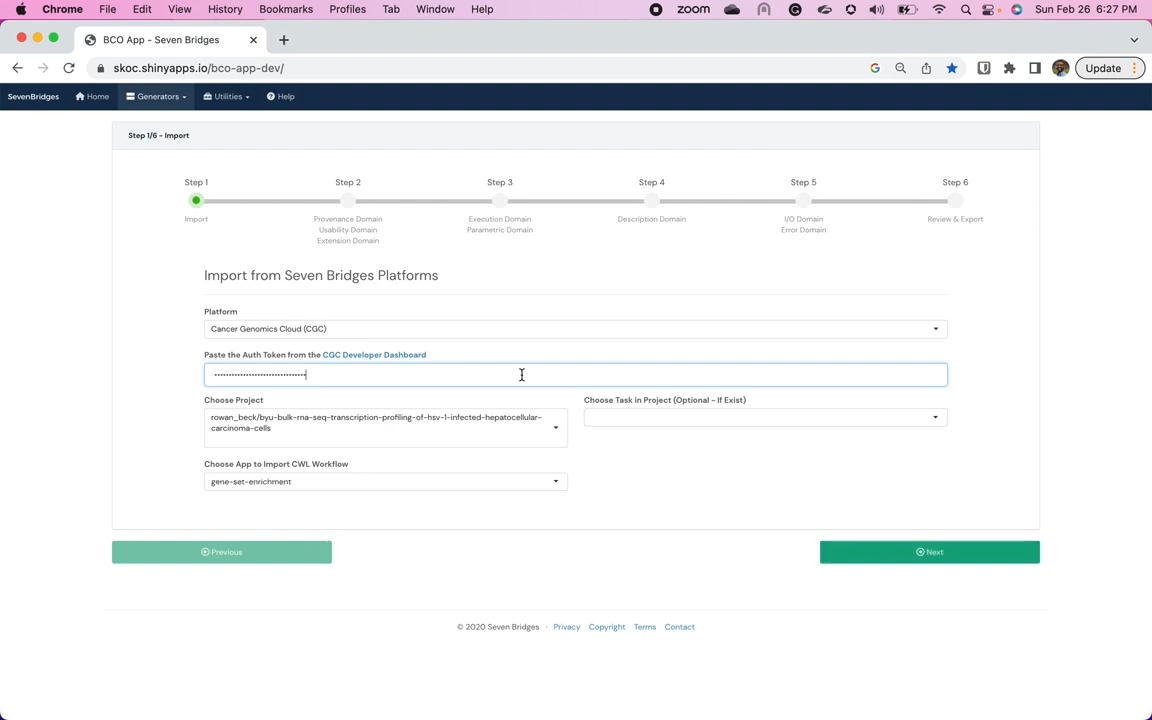 Chrome File Edit View History Bookmarks Profiles Tab Window Help zoom Sun Feb 26 6:27 PM
BCO App - Seven Bridges
skoc.shinyapps.io/bco-app-dev/ Update
SevenBridges Home Generators Utilities Help
Step 1/6 - Import
Step 1 Step 2 Step 3 Step 4 Step 5 Step 6
Import Provenance Domain Execution Domain Description Domain I/O Domain Review & Export
Usability Domain Parametric Domain Error Domain
Extension Domain
Import from Seven Bridges Platforms
Platform
Cancer Genomics Cloud (CGC)
Paste the Auth Token from the CGC Developer Dashboard
Choose Project Choose Task in Project (Optional - If Exist)
rowan_beck/byu-bulk-rna-seq-transcription-profiling-of-hsv-1-infected-hepatocellular-
carcinoma-cells
Choose App to Import CWL Workflow
gene-set-enrichment
Previous Next
© 2020 Seven Bridges · Privacy Copyright Terms Contact